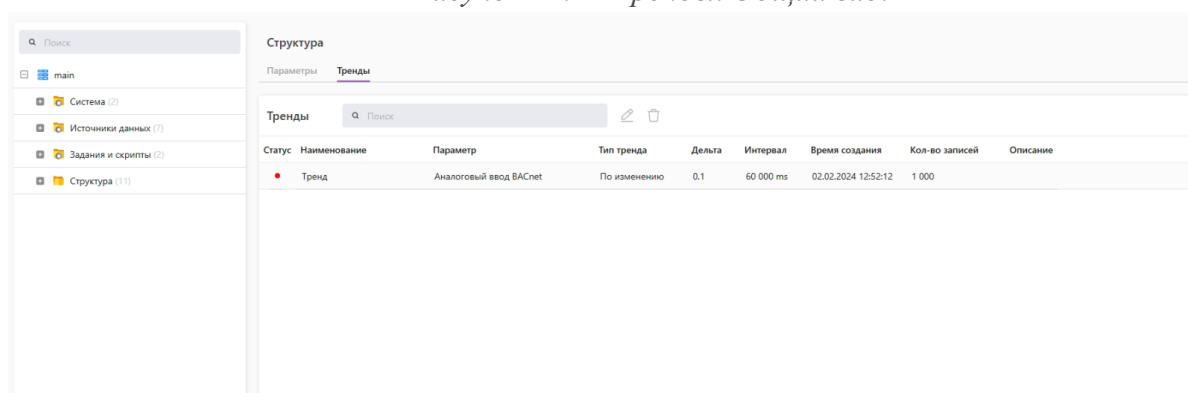 Поиск
main
Система (2)
Источники данных (7)
Задания и скрипты (2)
Структура (11)
Структура
Параметры Тренды
Тренды Поиск
Статус Наименование Параметр Тип тренда Дельта Интервал Время создания Кол-во записей Описание
Тренд Аналоговый ввод BACnet По изменению 0.1 60 000 ms 02.02.2024 12:52:12 1 000